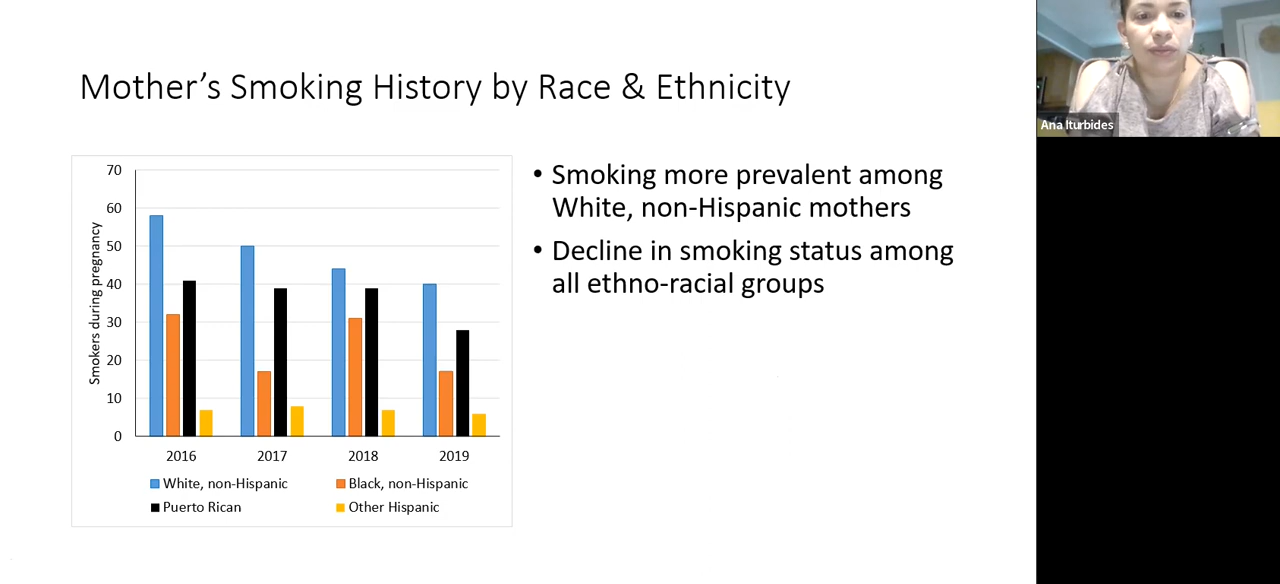 Mother's Smoking History by Race & Ethnicity
Ana Iturbides
Smokers during pregnancy
70
60
50
40
30
20
10
0
2016 2017 2018 2019
White, non-Hispanic Black, non-Hispanic
Puerto Rican Other Hispanic
• Smoking more prevalent among
White, non-Hispanic mothers
• Decline in smoking status among
all ethno-racial groups